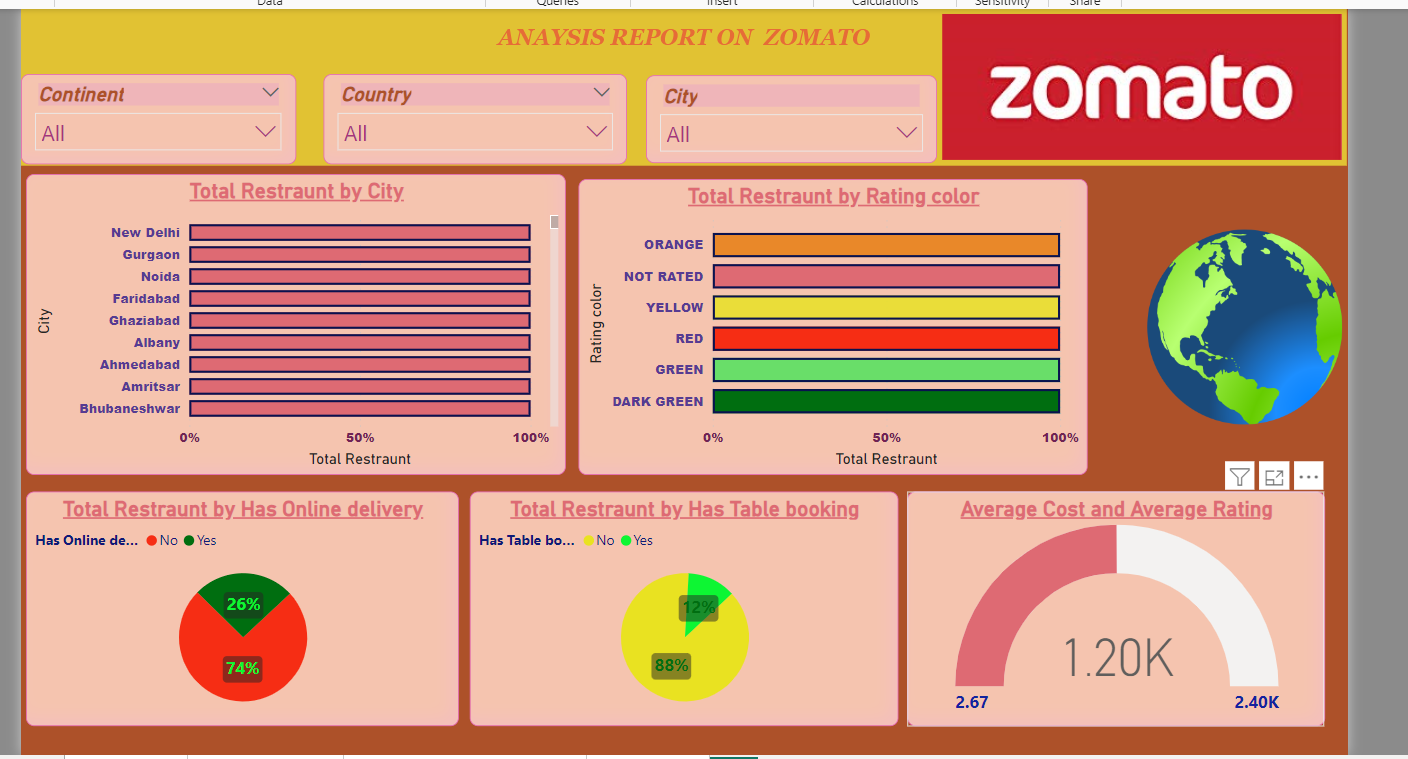 Data Queries Insert Calculations Sensitivity Share
ANAYSIS REPORT ON ZOMATO
zomato
Continent
All
Country
All
City
All
Total Restraunt by City
City
New Delhi
Gurgaon
Noida
Faridabad
Ghaziabad
Albany
Ahmedabad
Amritsar
Bhubaneshwar
0% 50% 100%
Total Restraunt
Total Restraunt by Rating color
Rating color
ORANGE
NOT RATED
YELLOW
RED
GREEN
DARK GREEN
0% 50% 100%
Total Restraunt
Total Restraunt by Has Online delivery
Has Online de... No Yes
26%
74%
Total Restraunt by Has Table booking
Has Table bo... No Yes
12%
88%
Average Cost and Average Rating
1.20K
2.67 2.40K